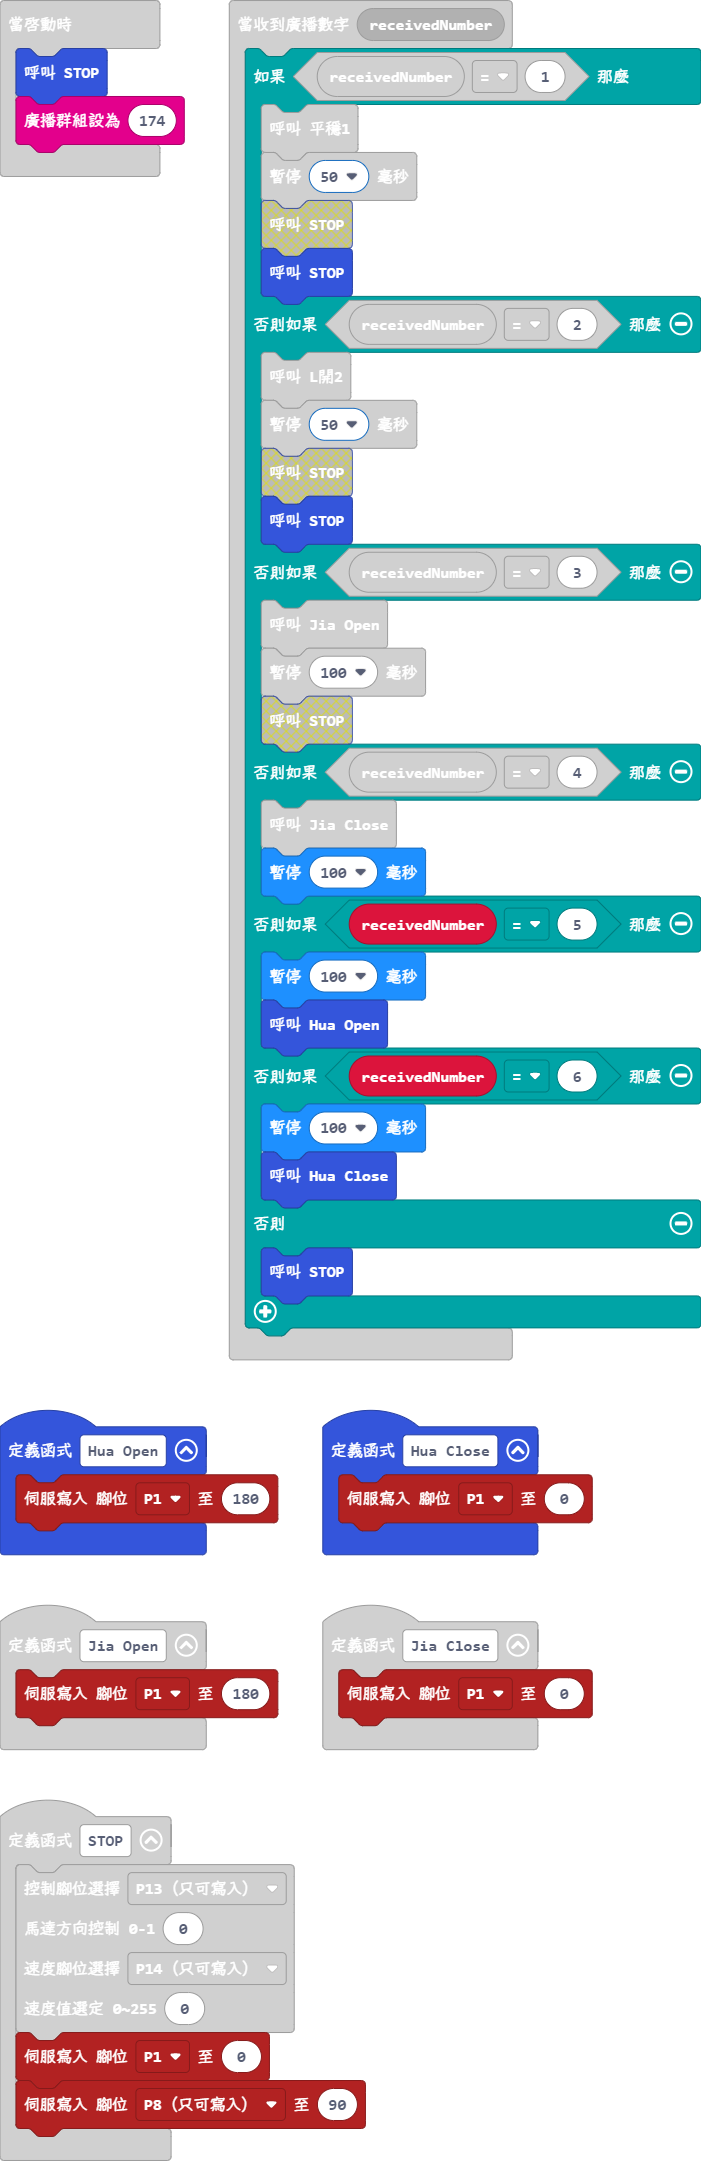 當啓動時
呼叫 STOP
廣播群組設為 174
當收到廣播數字 receivedNumber
如果 receivedNumber = 1 那麼
呼叫 平穩1
暫停 50 毫秒
呼叫 STOP
呼叫 STOP
否則如果 receivedNumber = 2 那麼
呼叫 L開2
暫停 50 毫秒
呼叫 STOP
呼叫 STOP
否則如果 receivedNumber = 3 那麼
呼叫 Jia Open
暫停 100 毫秒
呼叫 STOP
否則如果 receivedNumber = 4 那麼
呼叫 Jia Close
暫停 100 毫秒
否則如果 receivedNumber = 5 那麼
暫停 100 毫秒
呼叫 Hua Open
否則如果 receivedNumber = 6 那麼
暫停 100 毫秒
呼叫 Hua Close
否則
呼叫 STOP
定義函式 Hua Open
伺服寫入 腳位 P1 至 180
定義函式 Hua Close
伺服寫入 腳位 P1 至 0
定義函式 Jia Open
伺服寫入 腳位 P1 至 180
定義函式 Jia Close
伺服寫入 腳位 P1 至 0
定義函式 STOP
控制腳位選擇 P13 (只可寫入)
馬達方向控制 0-1 0
速度腳位選擇 P14 (只可寫入)
速度值選定 0~255 0
伺服寫入 腳位 P1 至 0
伺服寫入 腳位 P8 (只可寫入) 至 90